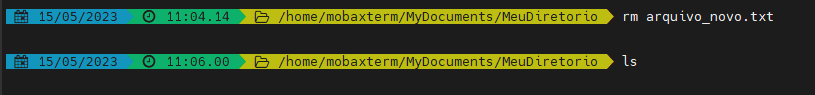 15/05/2023 11:04.14 /home/mobaxterm/MyDocuments/MeuDiretorio rm arquivo_novo.txt
15/05/2023 11:06.00 /home/mobaxterm/MyDocuments/MeuDiretorio ls